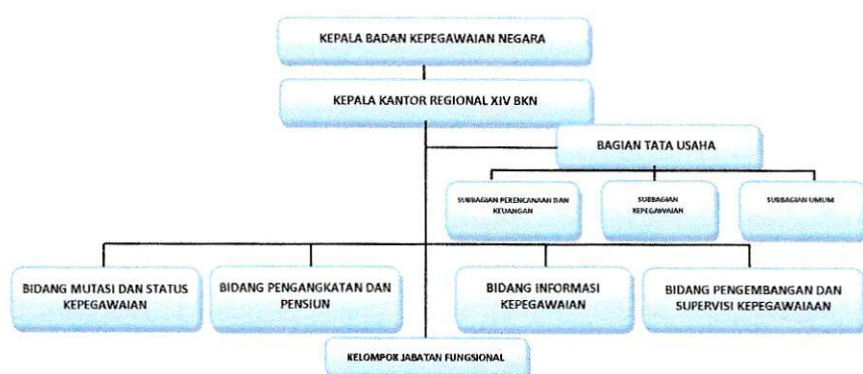 KEPALA BADAN KEPEGAWAIAN NEGARA
KEPALA KANTOR REGIONAL XIV BKN
BAGIAN TATA USAHA
SUBBAGIAN PERENCANAAN DAN
KEUANGAN
SUBBAGIAN
KEPEGAWAIAN
SUBBAGIAN UMUM
BIDANG MUTASI DAN STATUS
KEPEGAWAIAN
BIDANG PENGANGKATAN DAN
PENSIUN
BIDANG INFORMASI
KEPEGAWAIAN
BIDANG PENGEMBANGAN DAN
SUPERVISI KEPEGAWAIAAN
KELOMPOK JABATAN FUNGSIONAL